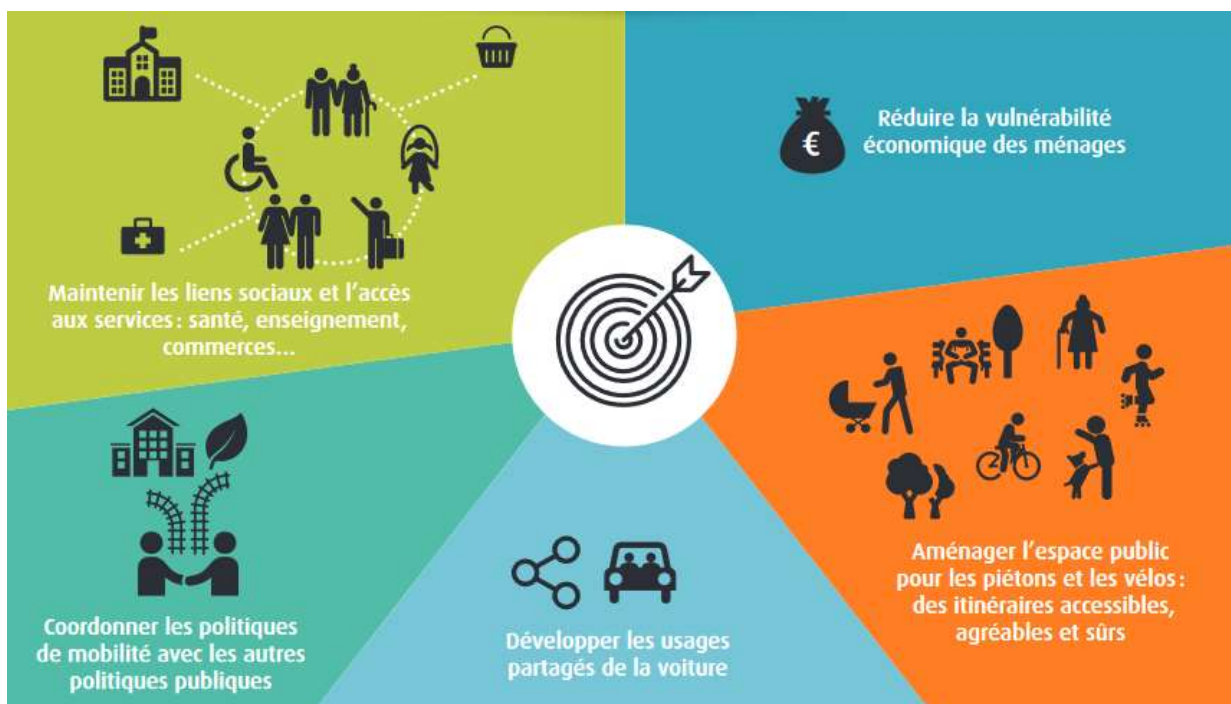 Maintenir les liens sociaux et l'accès
aux services : santé, enseignement,
commerces...
€
Réduire la vulnérabilité
économique des ménages
Aménager l'espace public
pour les piétons et les vélos :
des itinéraires accessibles,
agréables et sûrs
Développer les usages
partagés de la voiture
Coordonner les politiques
de mobilité avec les autres
politiques publiques